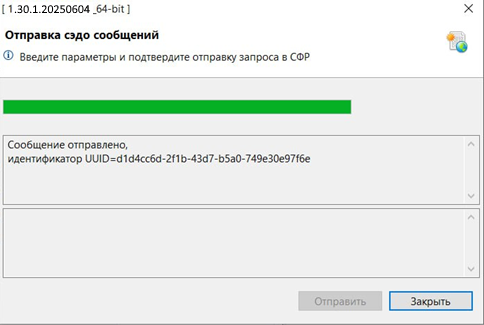 [ 1.30.1.20250604 _64-bit ]
Отправка сэдо сообщений
Введите параметры и подтвердите отправку запроса в СФР
Сообщение отправлено,
идентификатор UUID=d1d4cc6d-2f1b-43d7-b5a0-749e30e97f6e
Отправить
Закрыть